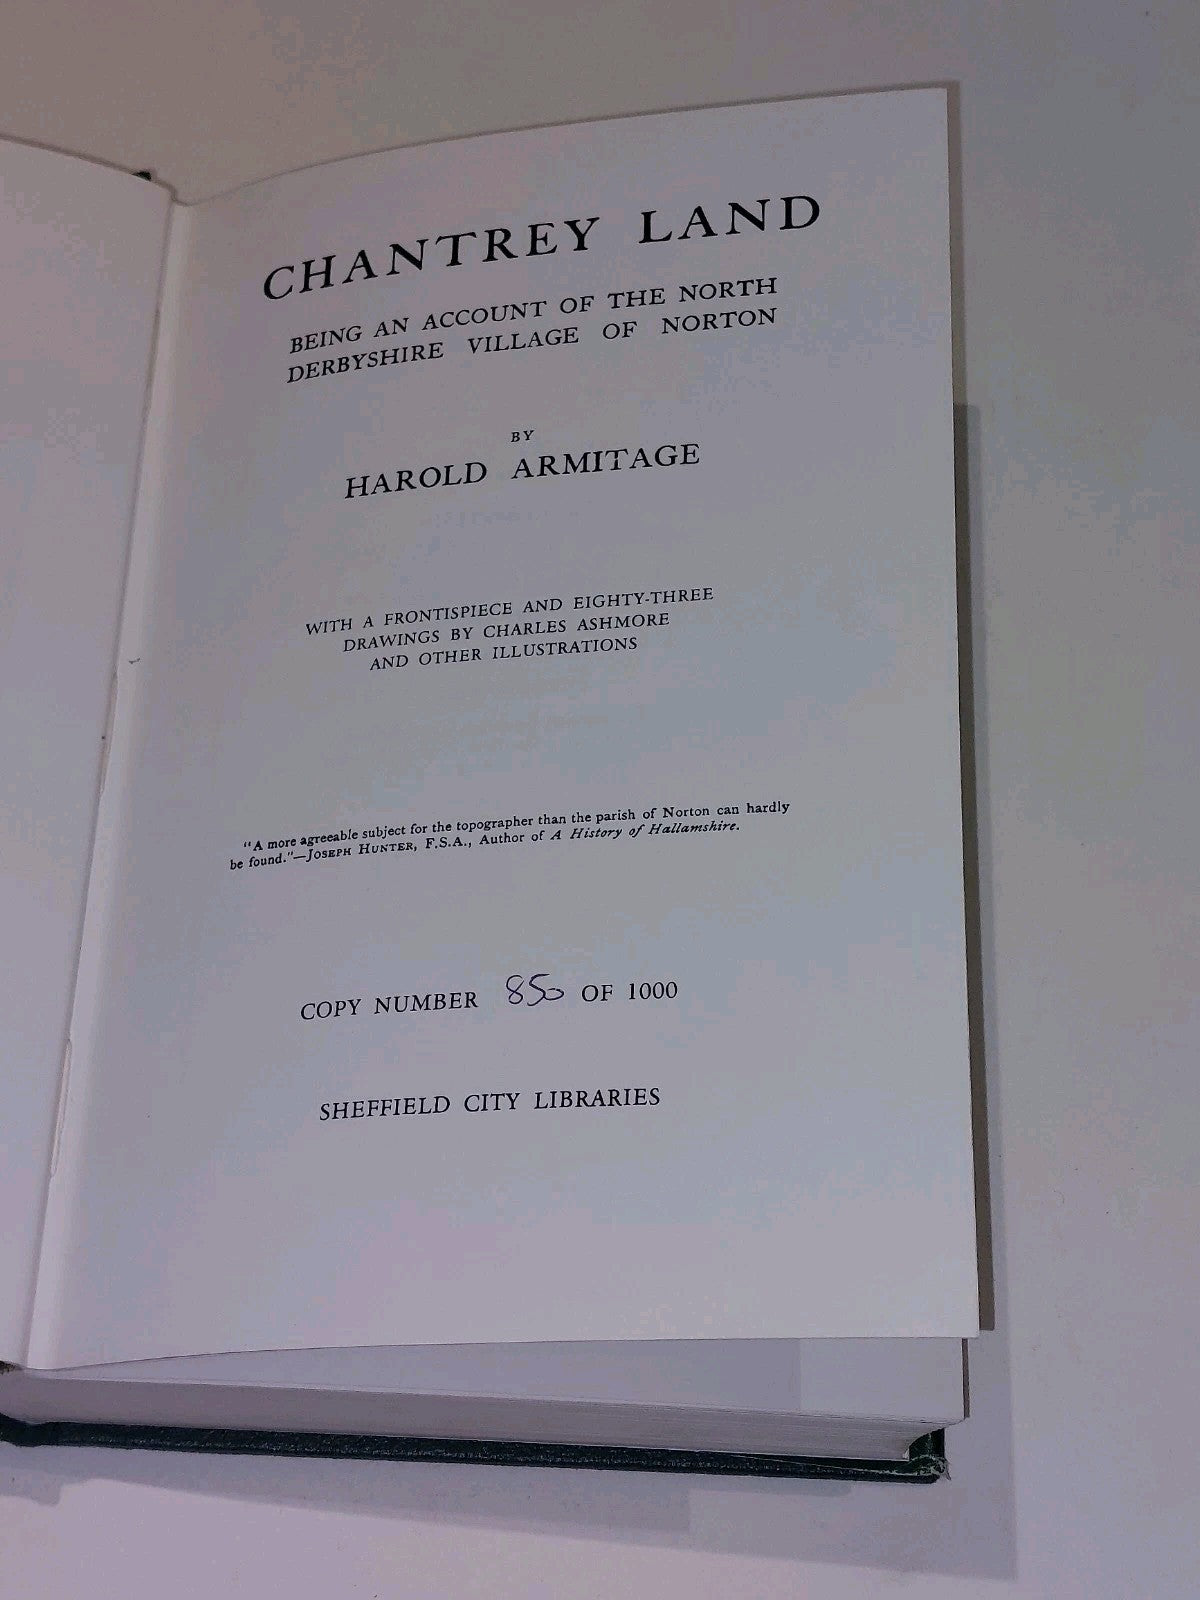 CHANTREY LAND
BEING AN ACCOUNT OF THE NORTH
DERBYSHIRE VILLAGE OF NORTON
BY
HAROLD ARMITAGE
WITH A FRONTISPIECE AND EIGHTY-THREE
DRAWINGS BY CHARLES ASHMORE
AND OTHER ILLUSTRATIONS
"A more agreeable subject for the topographer than the parish of Norton can hardly
be found."—JOSEPH HUNTER, F.S.A., Author of A History of Hallamshire.
COPY NUMBER 850 OF 1000
SHEFFIELD CITY LIBRARIES